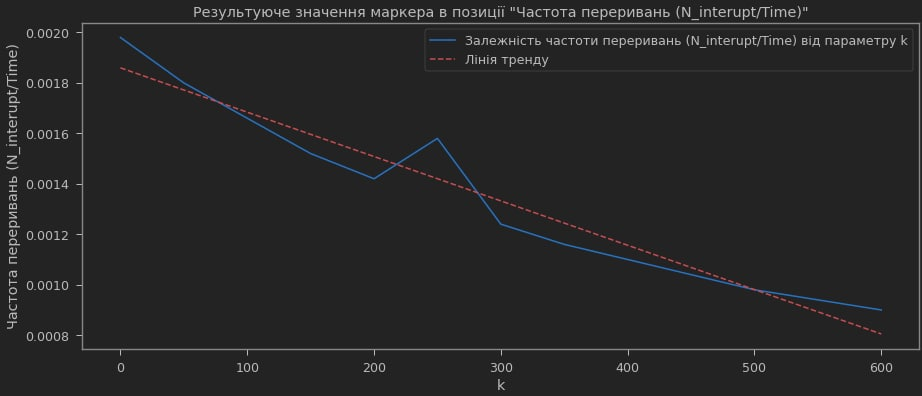 Результуюче значення маркера в позиції "Частота переривань (N_interupt/Time)"
Залежність частоти переривань (N_interupt/Time) від параметру k
Лінія тренду
Частота переривань (N_interupt/Time)
0.0020
0.0018
0.0016
0.0014
0.0012
0.0010
0.0008
0 100 200 300 400 500 600
k